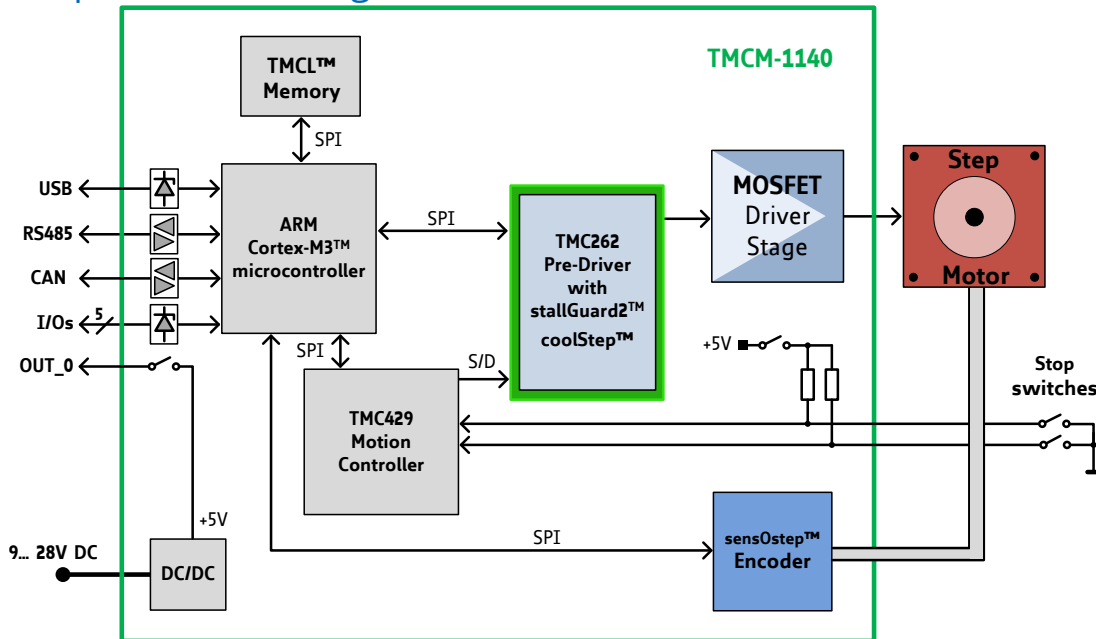 TMCM-1140
TMCL™
Memory
SPI
USB
RS485
CAN
I/Os
5
OUT_0
ARM
Cortex-M3™
microcontroller
SPI
TMC262
Pre-Driver
with
stallGuard2™
coolStep™
MOSFET
Driver
Stage
Step
Motor
SPI
S/D
TMC429
Motion
Controller
+5V
Stop
switches
+5V
9... 28V DC
DC/DC
SPI
sensOstep™
Encoder